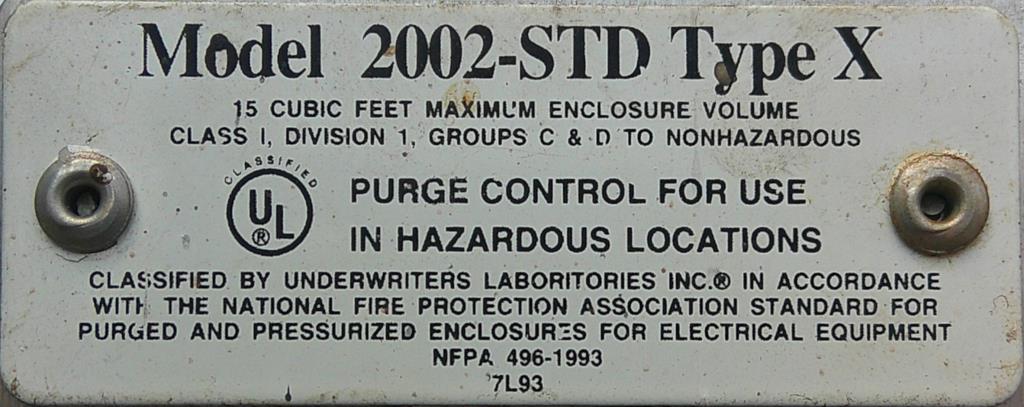 Model 2002-STD Type X
15 CUBIC FEET MAXIMUM ENCLOSURE VOLUME
CLASS I, DIVISION 1, GROUPS C & D TO NONHAZARDOUS
CLASSIFIED
UL®
PURGE CONTROL FOR USE
IN HAZARDOUS LOCATIONS
CLASSIFIED BY UNDERWRITERS LABORITORIES INC.® IN ACCORDANCE
WITH THE NATIONAL FIRE PROTECTION ASSOCIATION STANDARD FOR
PURGED AND PRESSURIZED ENCLOSURES FOR ELECTRICAL EQUIPMENT
NFPA 496-1993
7L93